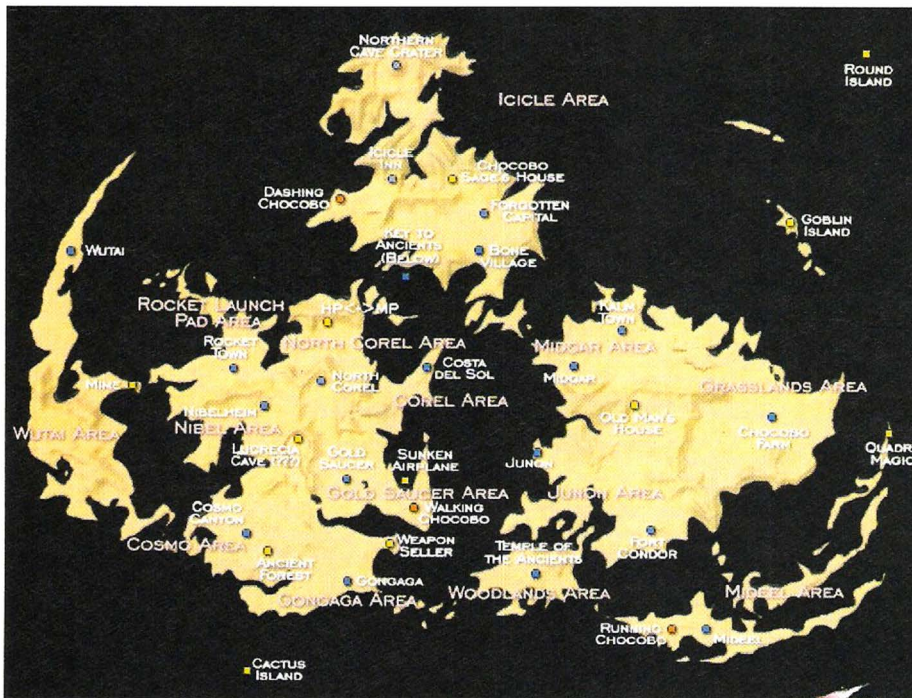 Northern
Cave Crater
Round
Island
Icicle Area
Icicle
Inn
Chocobo
Sage's House
Dashing
Chocobo
Forgotten
Capital
Goblin
Island
Key to
Ancients
(Below)
Bone
Village
Wutai
Rocket Launch
Pad Area
HP<->MP
Kalm
Town
North Corel Area
Midgar Area
Rocket
Town
Costa
del Sol
Midgar
North
Corel
Mine
Grasslands Area
Corel Area
Nibelheim
Nibel Area
Old Man's
House
Chocobo
Farm
Wutai Area
Lucrecia
Cave (???)
Gold
Saucer
Sunken
Airplane
Junon
Quadra
Magic
Gold Saucer Area
Junon Area
Walking
Chocobo
Cosmo
Canyon
Cosmo Area
Weapon
Seller
Temple of
the Ancients
Fort
Condor
Ancient
Forest
Gongaga
Gongaga Area
Woodlands Area
Mideel Area
Running
Chocobo
Mideel
Cactus
Island